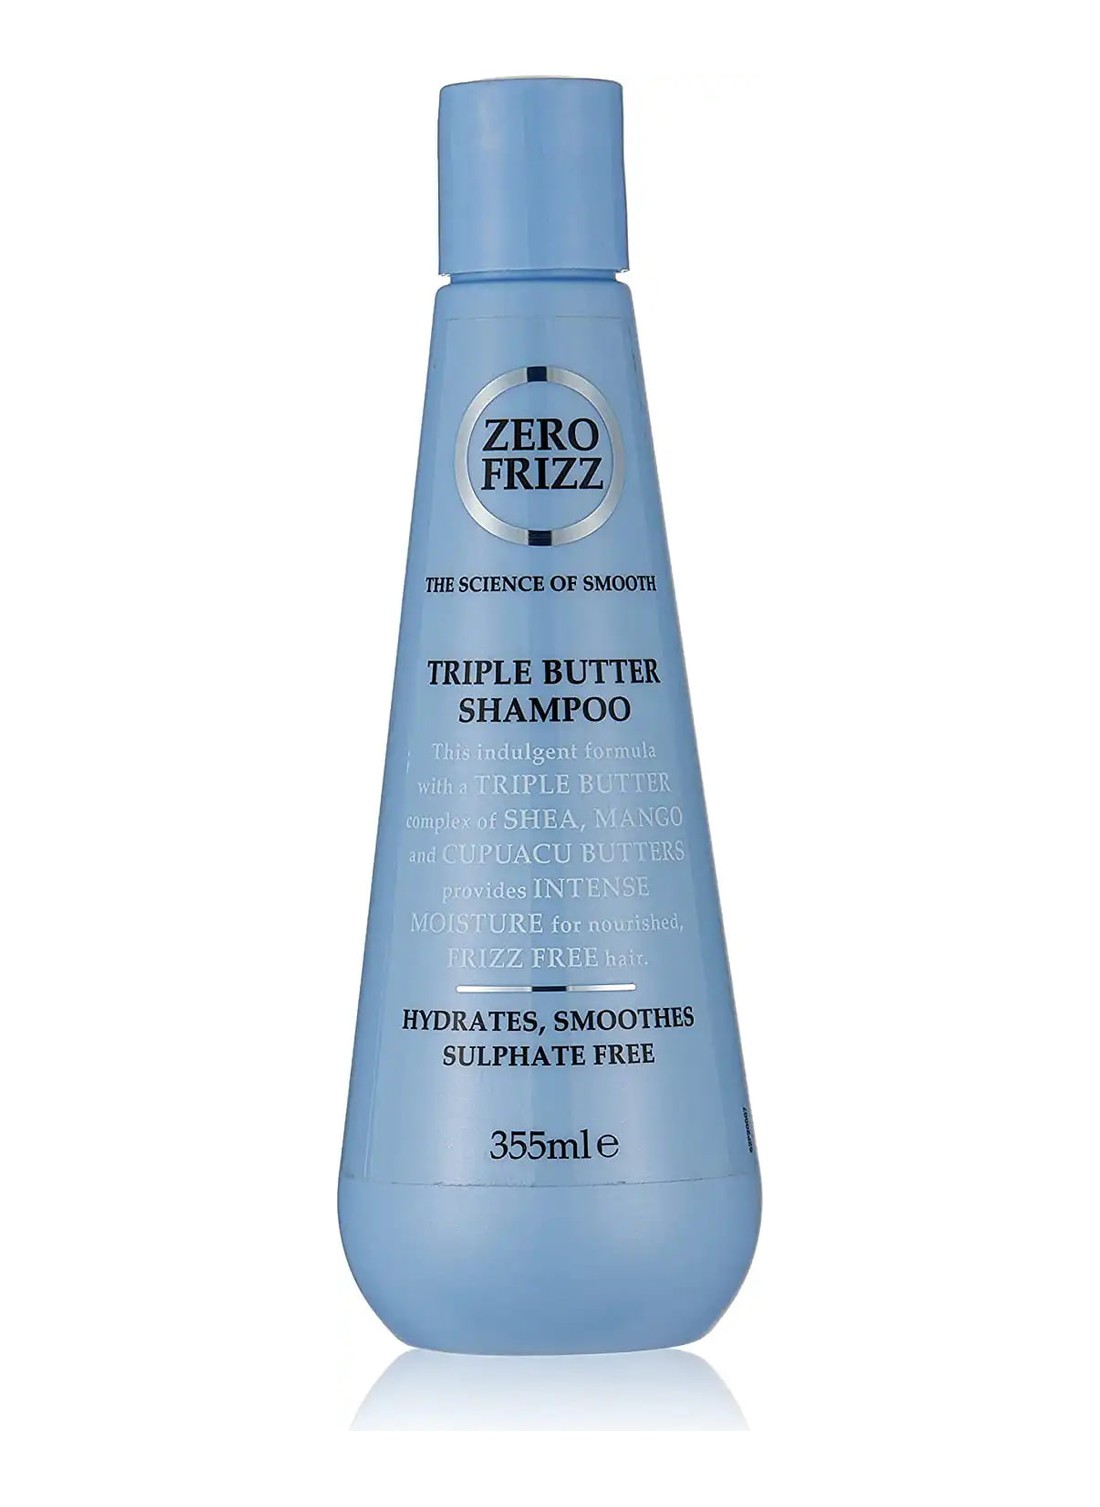 ZERO
FRIZZ
THE SCIENCE OF SMOOTH
TRIPLE BUTTER
SHAMPOO
This indulgent formula
with a TRIPLE BUTTER
complex of SHEA, MANGO
and CUPUACU BUTTERS
provides INTENSE
MOISTURE for nourished,
FRIZZ FREE hair.
HYDRATES, SMOOTHES
SULPHATE FREE
355ml℮